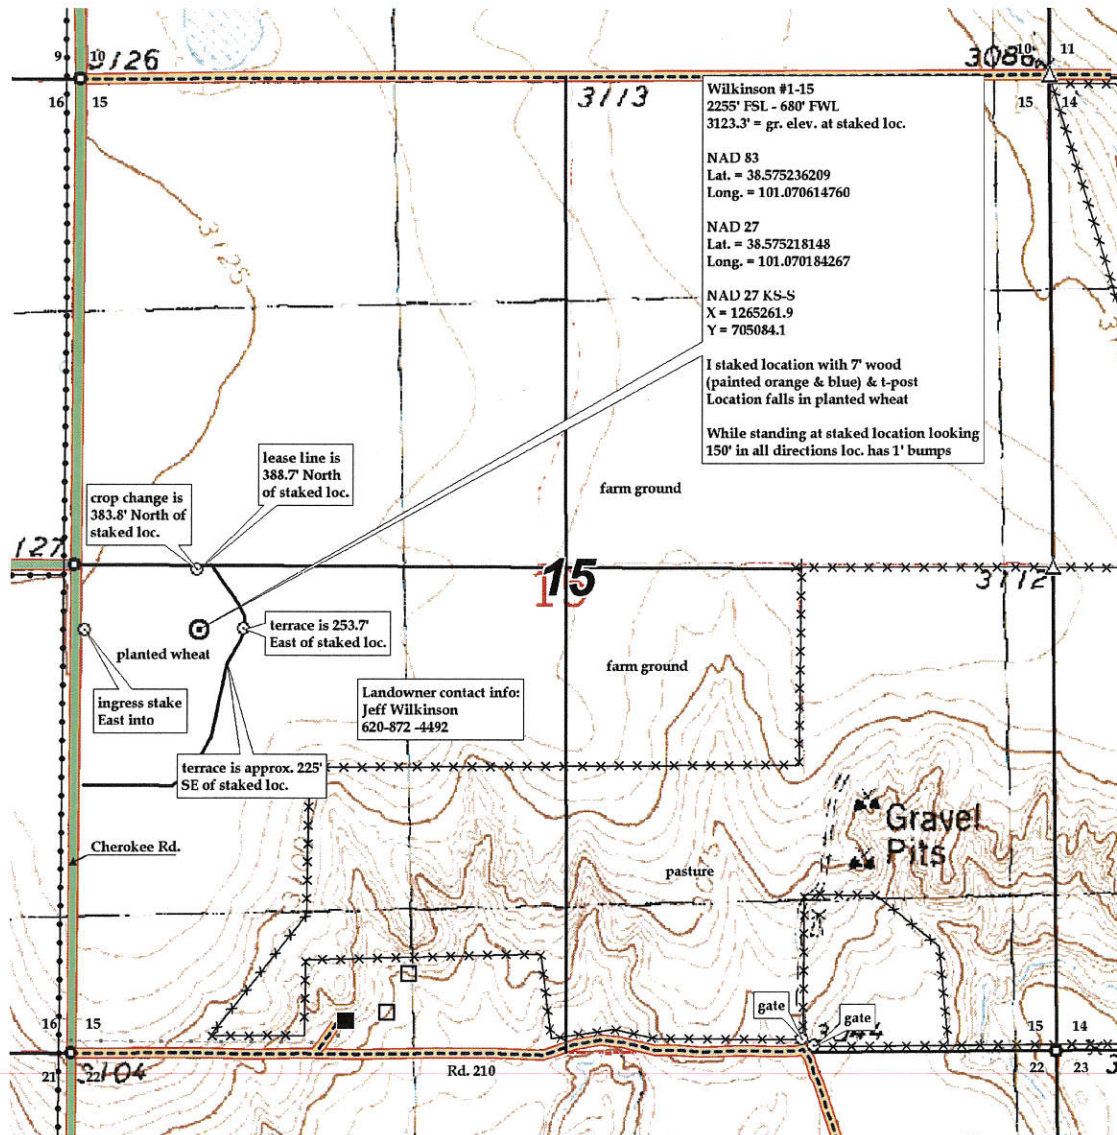 9 10
3126
16 15
3113
3086
10 11
15 14
Wilkinson #1-15
2255' FSL - 680' FWL
3123.3' = gr. elev. at staked loc.
NAD 83
Lat. = 38.575236209
Long. = 101.070614760
NAD 27
Lat. = 38.575218148
Long. = 101.070184267
NAD 27 KS-S
X = 1265261.9
Y = 705084.1
I staked location with 7' wood
(painted orange & blue) & t-post
Location falls in planted wheat
While standing at staked location looking
150' in all directions loc. has 1' bumps
3125
lease line is
388.7' North
of staked loc.
crop change is
383.8' North of
staked loc.
farm ground
127
15
3112
terrace is 253.7'
East of staked loc.
planted wheat
farm ground
ingress stake
East into
Landowner contact info:
Jeff Wilkinson
620-872 -4492
terrace is approx. 225'
SE of staked loc.
Gravel
Pits
Cherokee Rd.
pasture
gate
gate
16 15
21 22
3104
Rd. 210
15 14
22 23